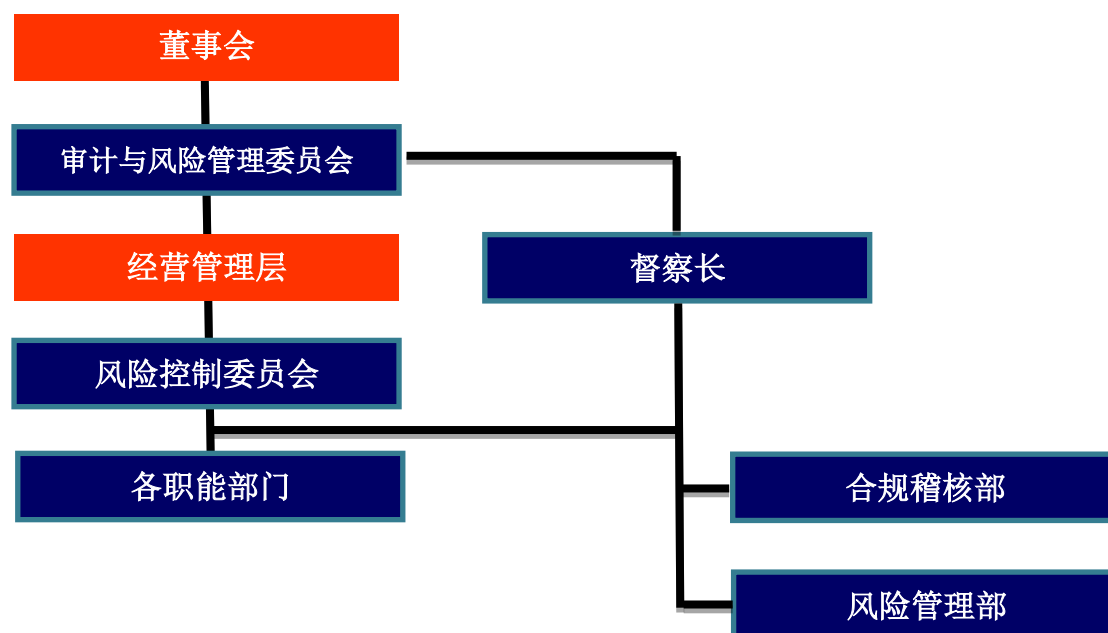 董事会
审计与风险管理委员会
经营管理层
督察长
风险控制委员会
各职能部门
合规稽核部
风险管理部